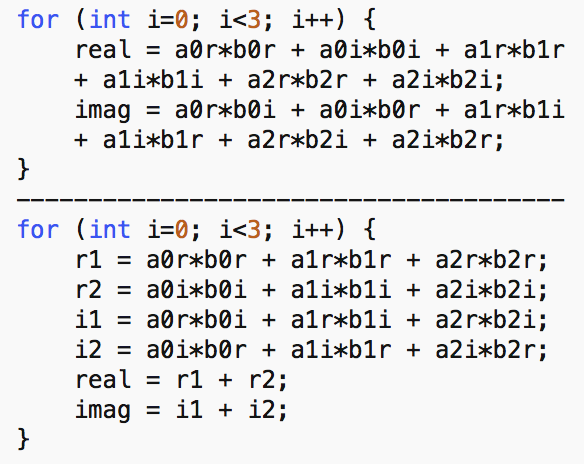 for (int i=0; i<3; i++) {
    real = a0r*b0r + a0i*b0i + a1r*b1r
    + a1i*b1i + a2r*b2r + a2i*b2i;
    imag = a0r*b0i + a0i*b0r + a1r*b1i
    + a1i*b1r + a2r*b2i + a2i*b2r;
}
--------------------------------------
for (int i=0; i<3; i++) {
    r1 = a0r*b0r + a1r*b1r + a2r*b2r;
    r2 = a0i*b0i + a1i*b1i + a2i*b2i;
    i1 = a0r*b0i + a1r*b1i + a2r*b2i;
    i2 = a0i*b0r + a1i*b1r + a2i*b2r;
    real = r1 + r2;
    imag = i1 + i2;
}